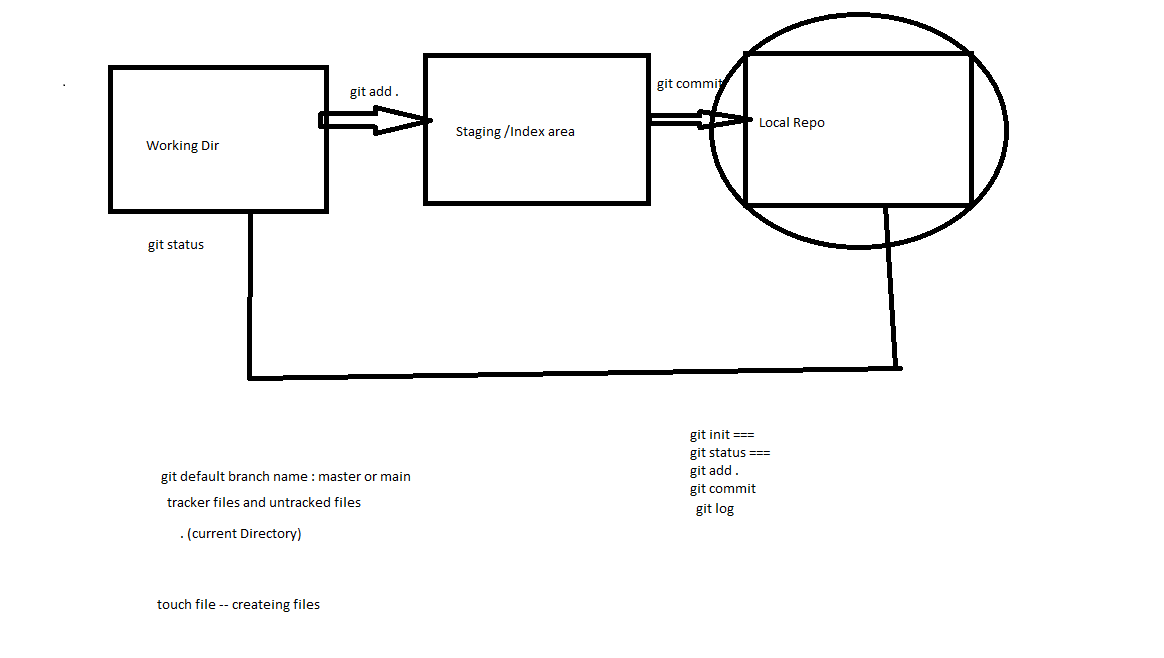 git add .
git commit
Working Dir
Staging /Index area
Local Repo
git status
git init ===
git status ===
git add .
git commit
git log
git default branch name : master or main
tracker files and untracked files
. (current Directory)
touch file -- createing files